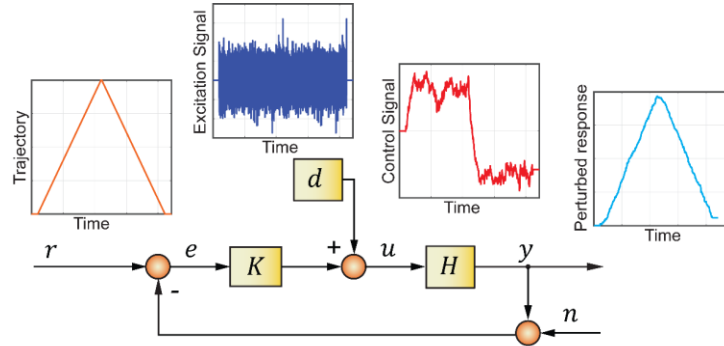 Excitation Signal
Time
Trajectory
Time
Control Signal
Time
Perturbed response
Time
d
r
e
K
+
u
H
y
-
n